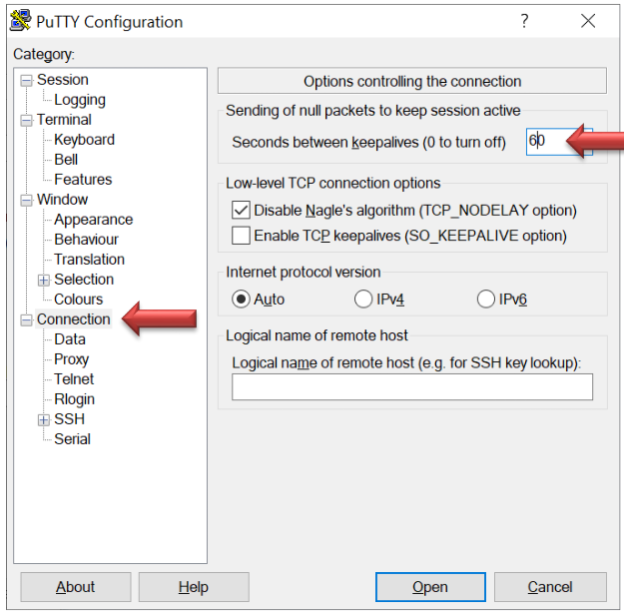 PuTTY Configuration
?
Category:
Session
Logging
Terminal
Keyboard
Bell
Features
Window
Appearance
Behaviour
Translation
Selection
Colours
Connection
Data
Proxy
Telnet
Rlogin
SSH
Serial
Options controlling the connection
Sending of null packets to keep session active
Seconds between keepalives (0 to turn off) 60
Low-level TCP connection options
Disable Nagle's algorithm (TCP_NODELAY option)
Enable TCP keepalives (SO_KEEPALIVE option)
Internet protocol version
Auto IPv4 IPv6
Logical name of remote host
Logical name of remote host (e.g. for SSH key lookup):
About Help Open Cancel